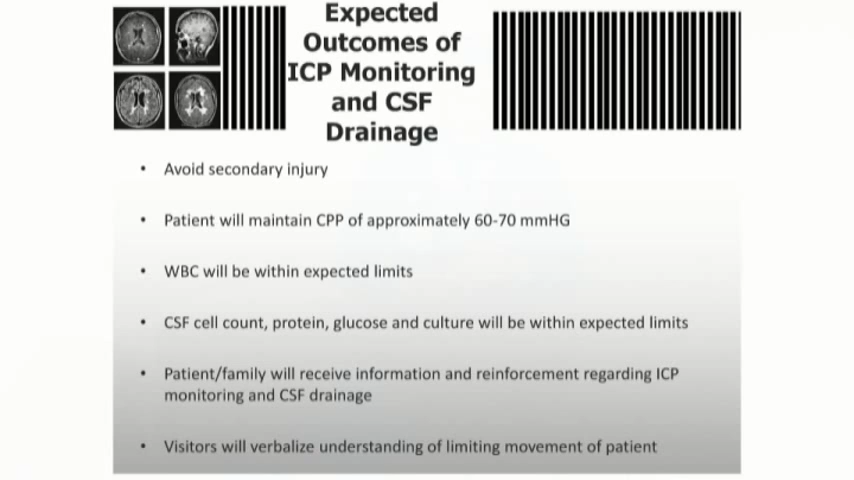 Expected
Outcomes of
ICP Monitoring
and CSF
Drainage
• Avoid secondary injury
• Patient will maintain CPP of approximately 60-70 mmHG
• WBC will be within expected limits
• CSF cell count, protein, glucose and culture will be within expected limits
• Patient/family will receive information and reinforcement regarding ICP
monitoring and CSF drainage
• Visitors will verbalize understanding of limiting movement of patient